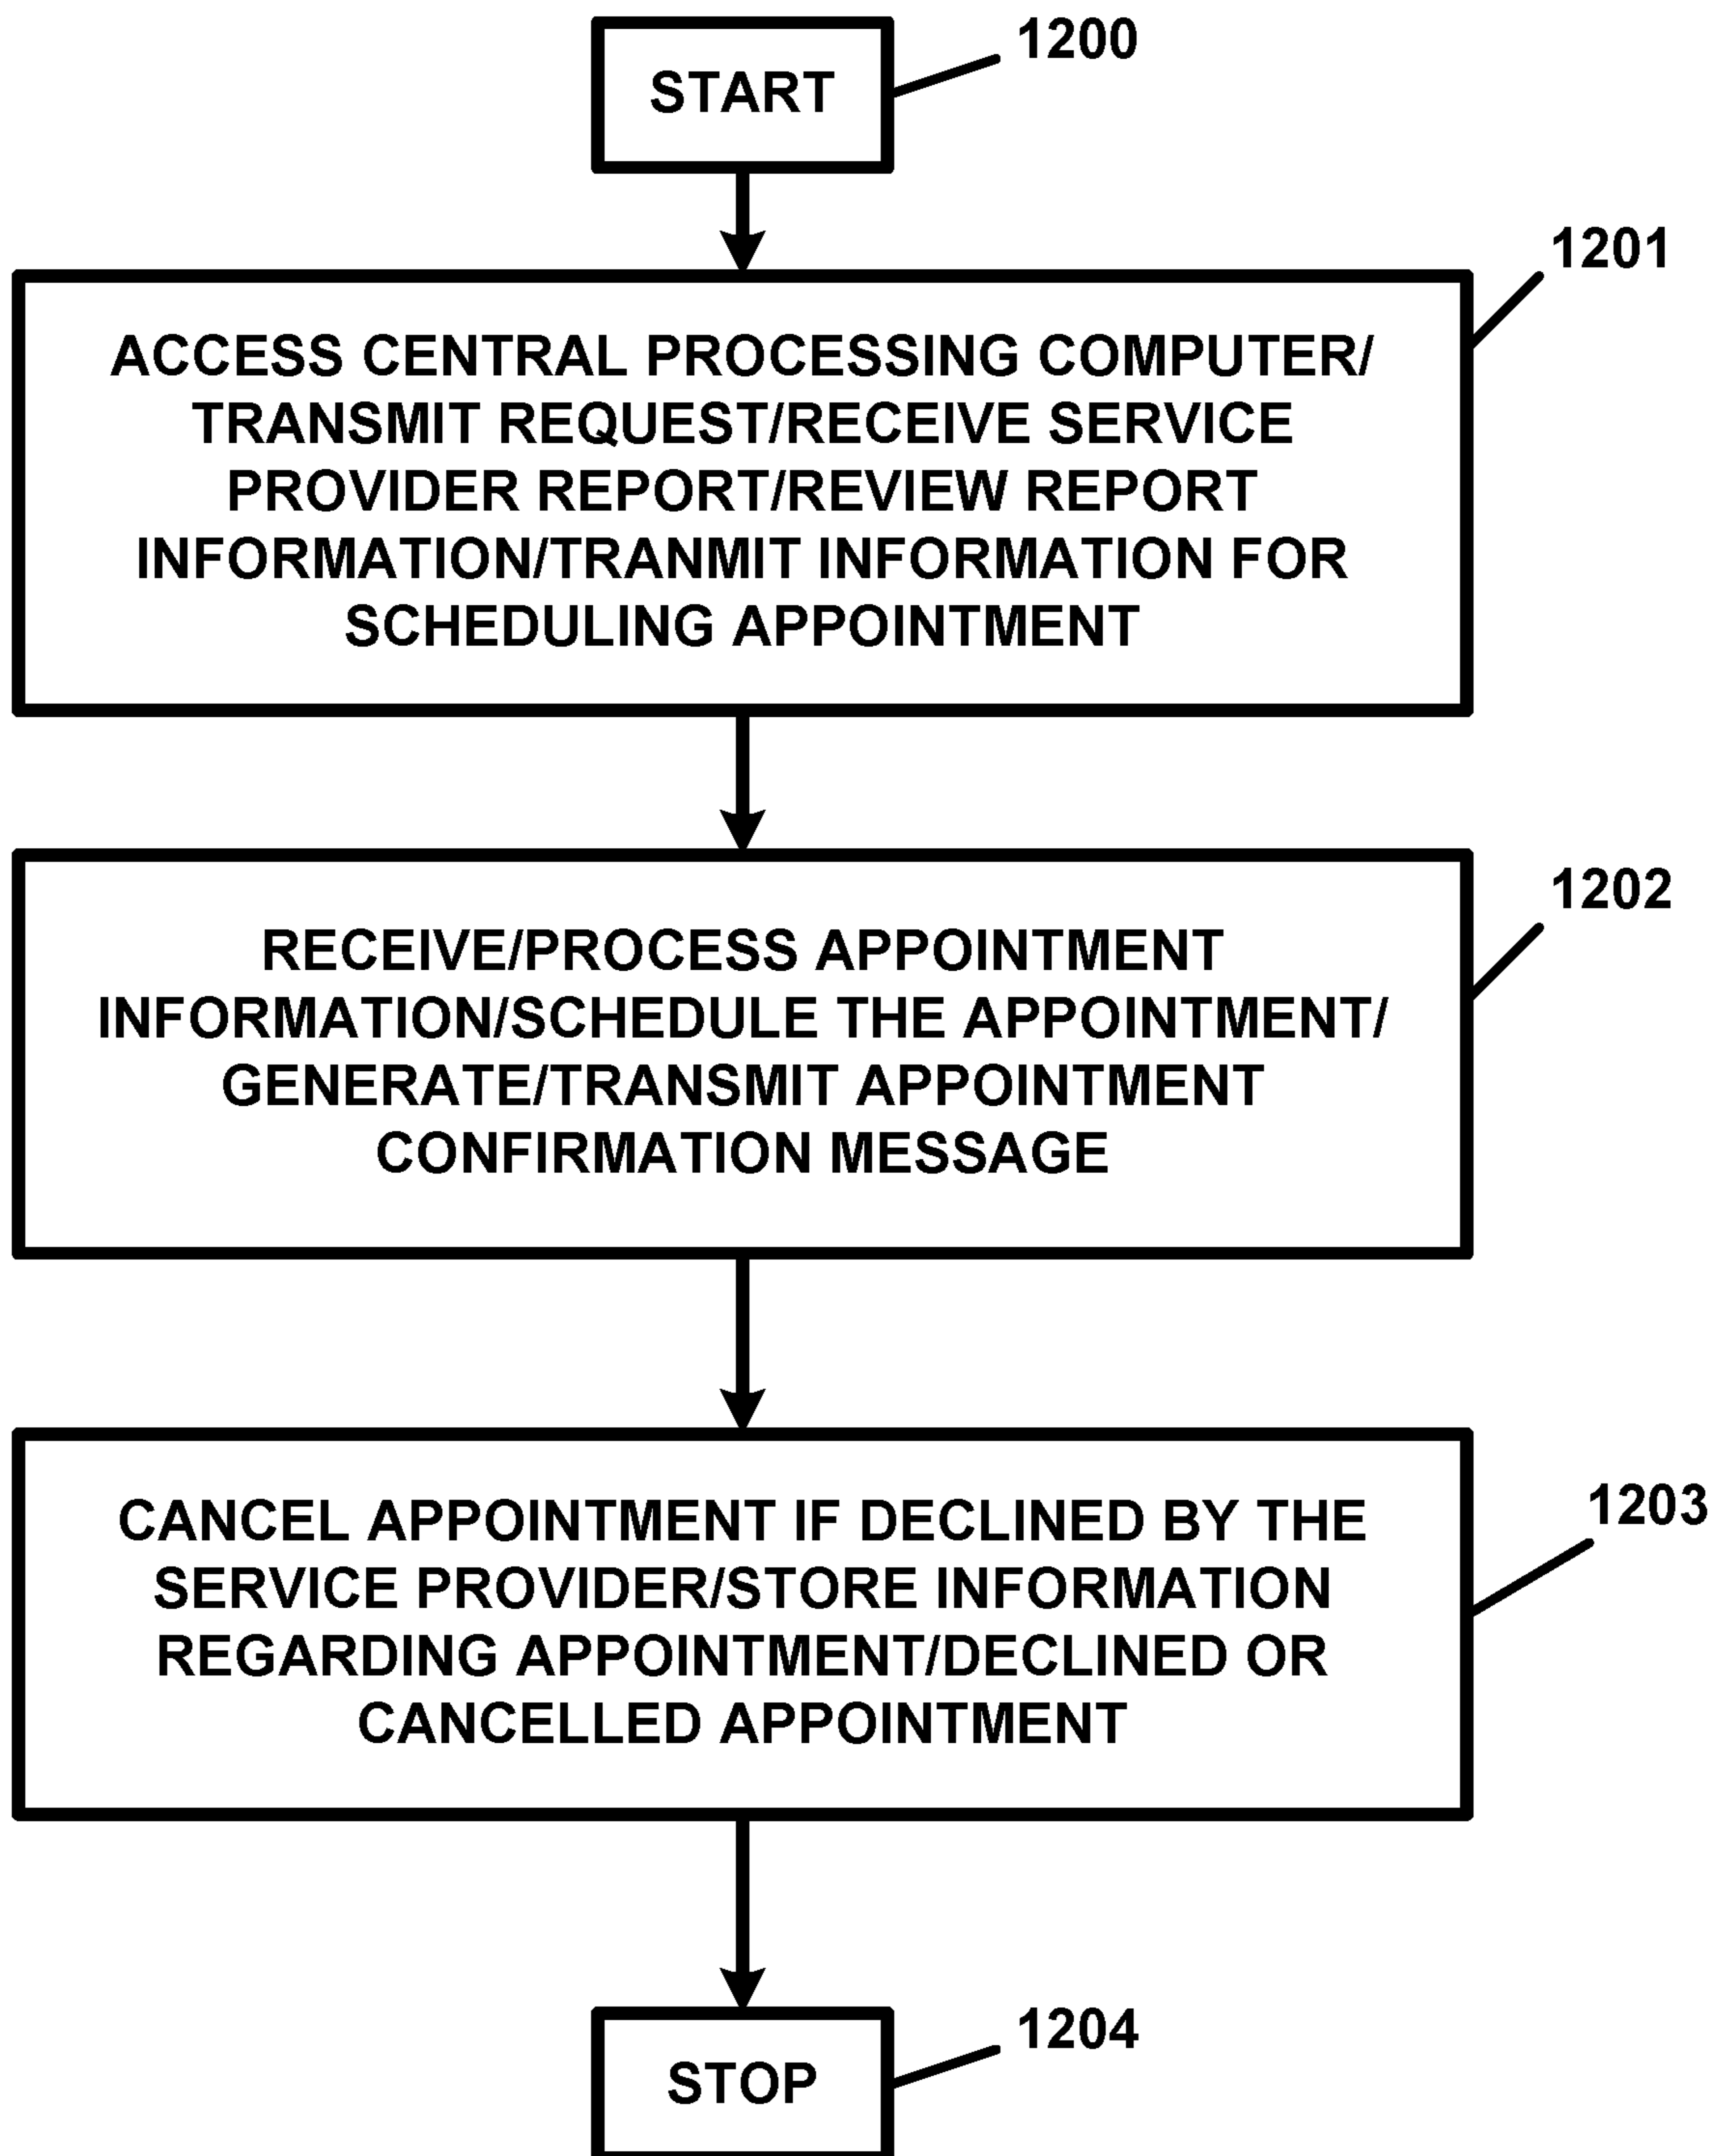 START
1200
1201
ACCESS CENTRAL PROCESSING COMPUTER/
TRANSMIT REQUEST/RECEIVE SERVICE
PROVIDER REPORT/REVIEW REPORT
INFORMATION/TRANMIT INFORMATION FOR
SCHEDULING APPOINTMENT
1202
RECEIVE/PROCESS APPOINTMENT
INFORMATION/SCHEDULE THE APPOINTMENT/
GENERATE/TRANSMIT APPOINTMENT
CONFIRMATION MESSAGE
1203
CANCEL APPOINTMENT IF DECLINED BY THE
SERVICE PROVIDER/STORE INFORMATION
REGARDING APPOINTMENT/DECLINED OR
CANCELLED APPOINTMENT
1204
STOP